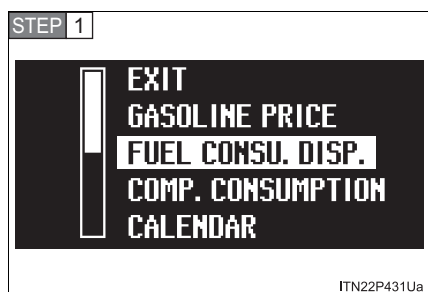 STEP 1
EXIT
GASOLINE PRICE
FUEL CONSU. DISP.
COMP. CONSUMPTION
CALENDAR
ITN22P431Ua